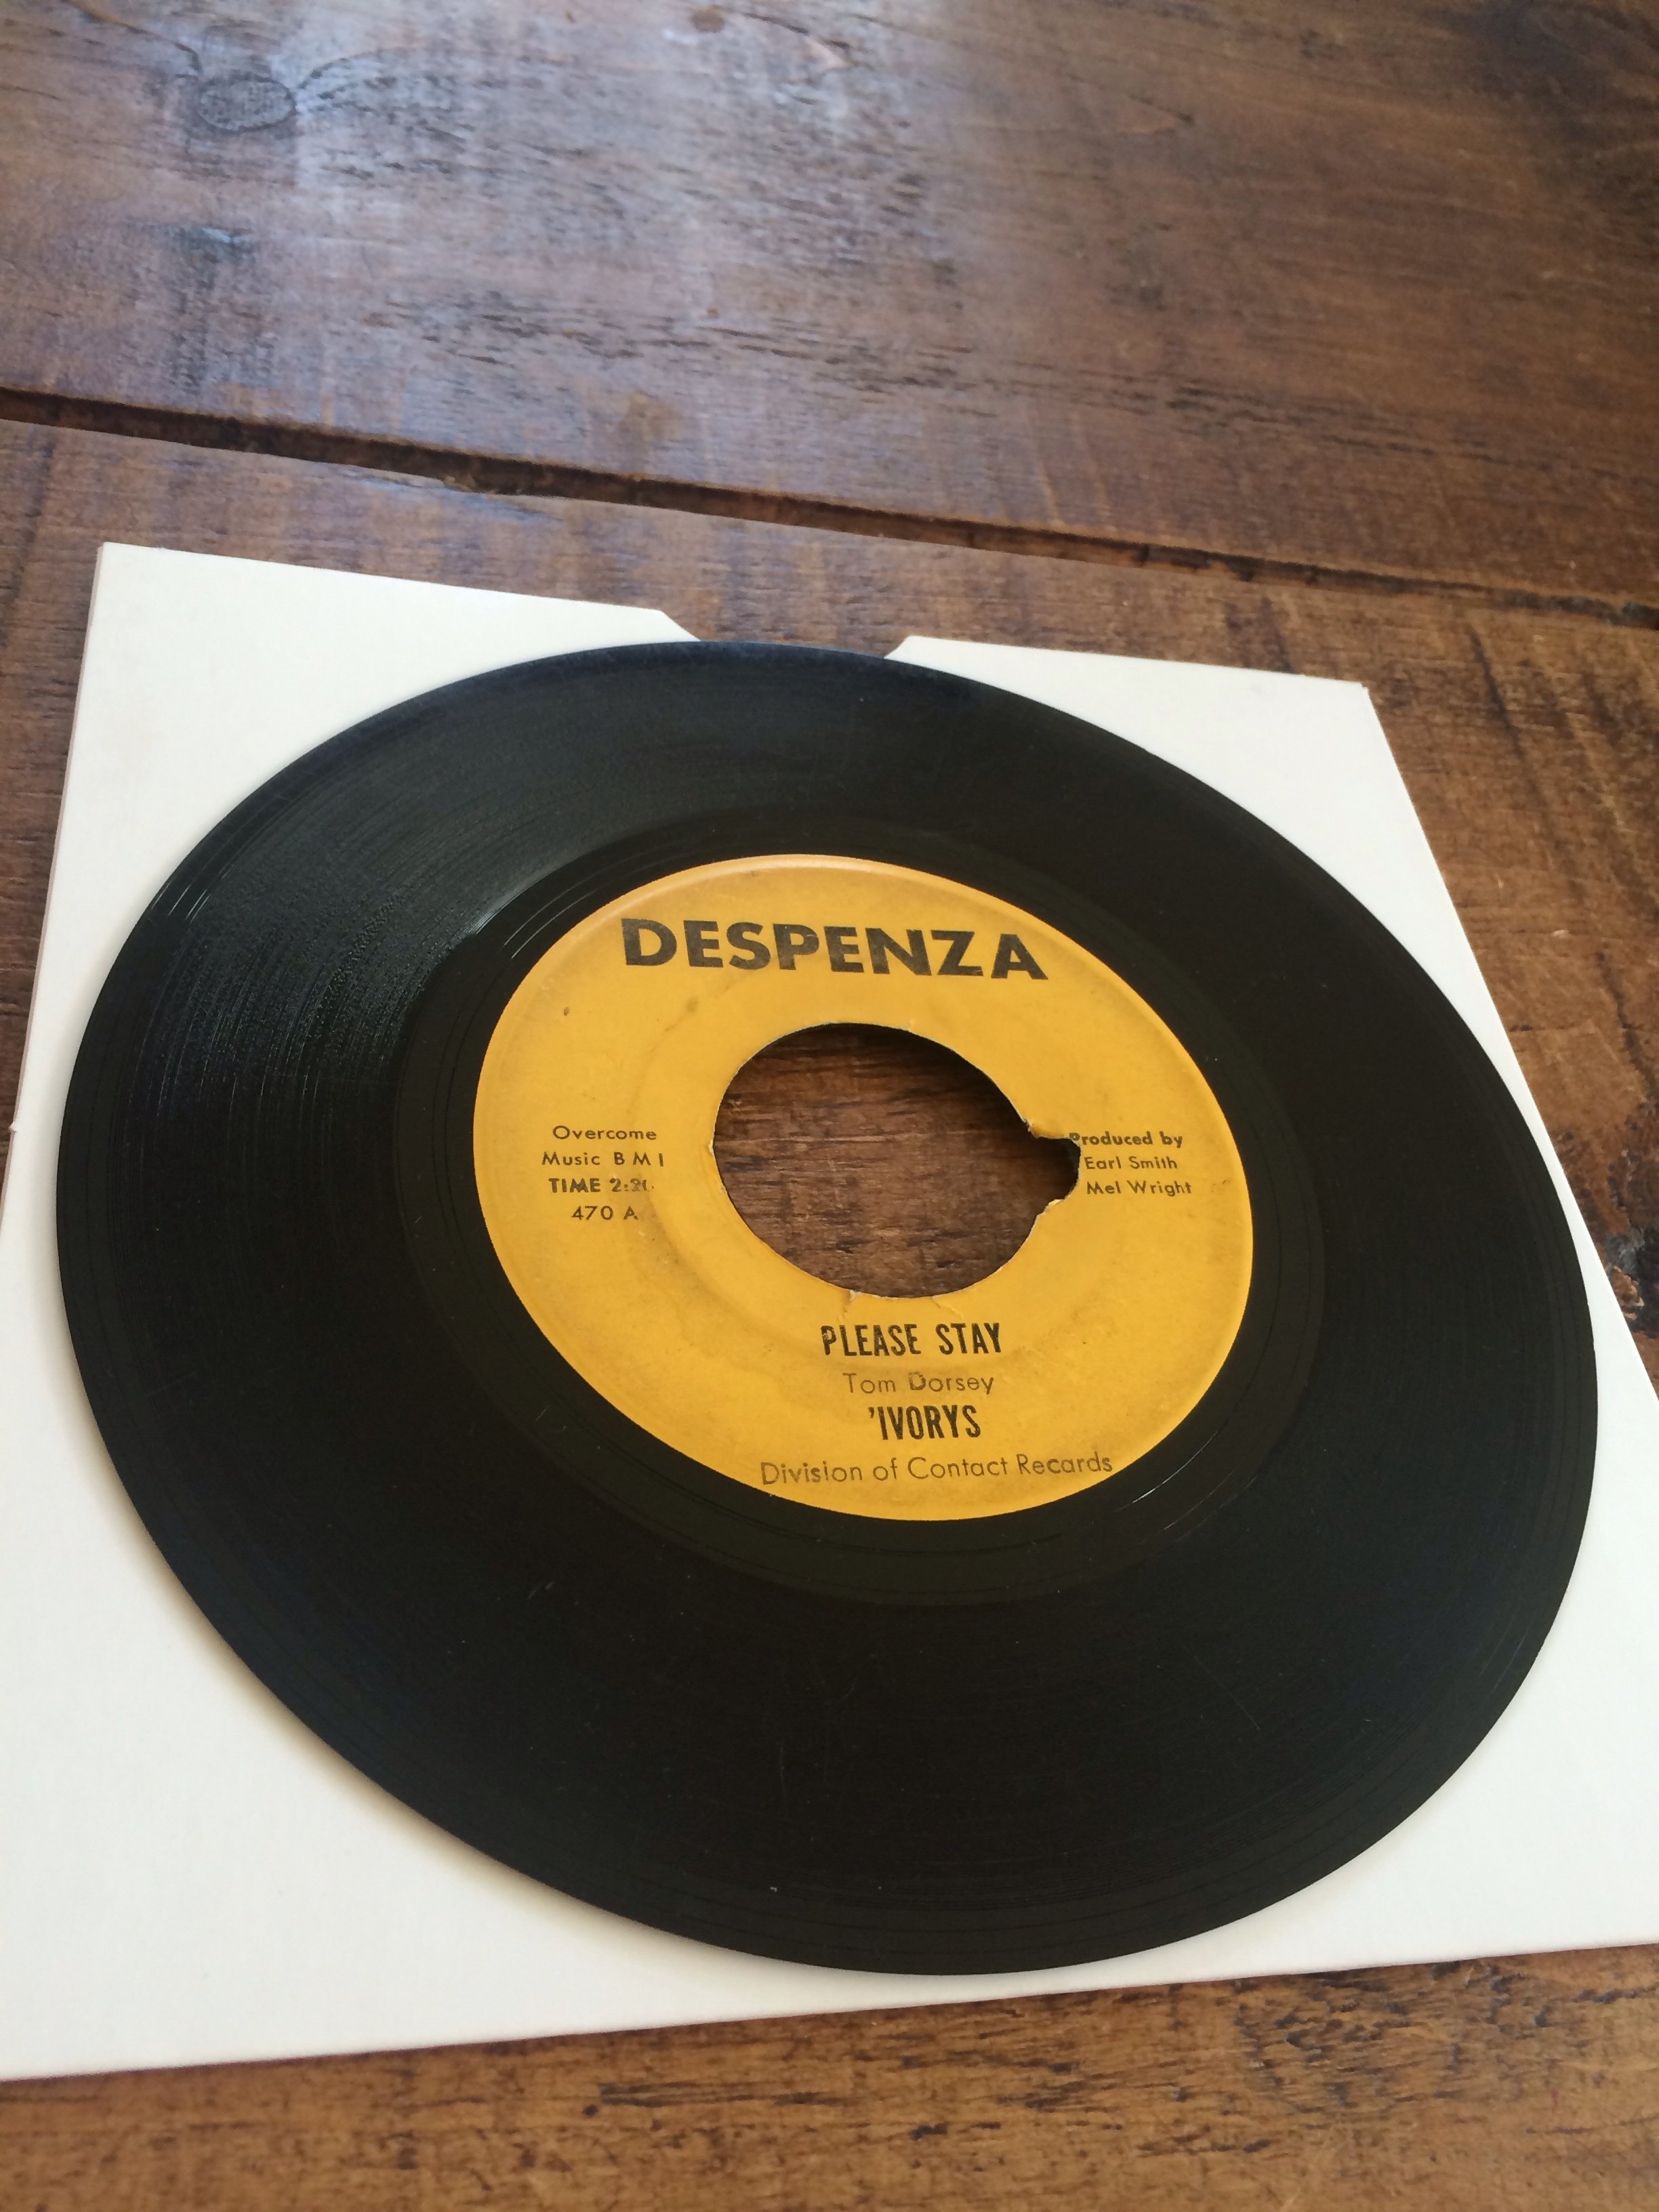 DESPENZA
Overcome
Music B M I
TIME
470 A
Produced by
Earl Smith
Mel Wright
PLEASE STAY
Tom Dorsey
'IVORYS
Division of Contact Records